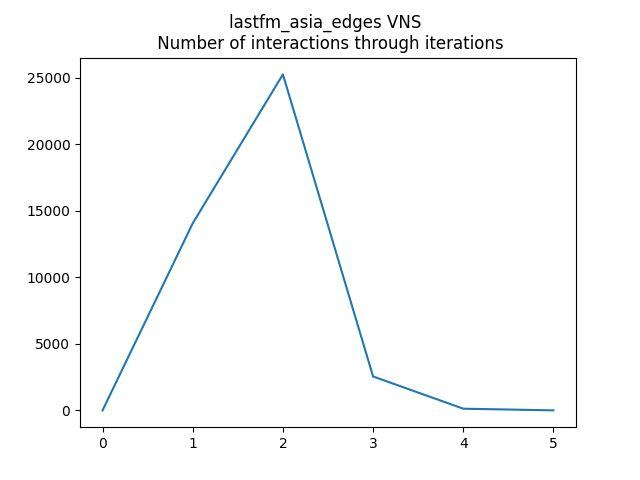 lastfm_asia_edges VNS
Number of interactions through iterations
25000
20000
15000
10000
5000
0
0 1 2 3 4 5